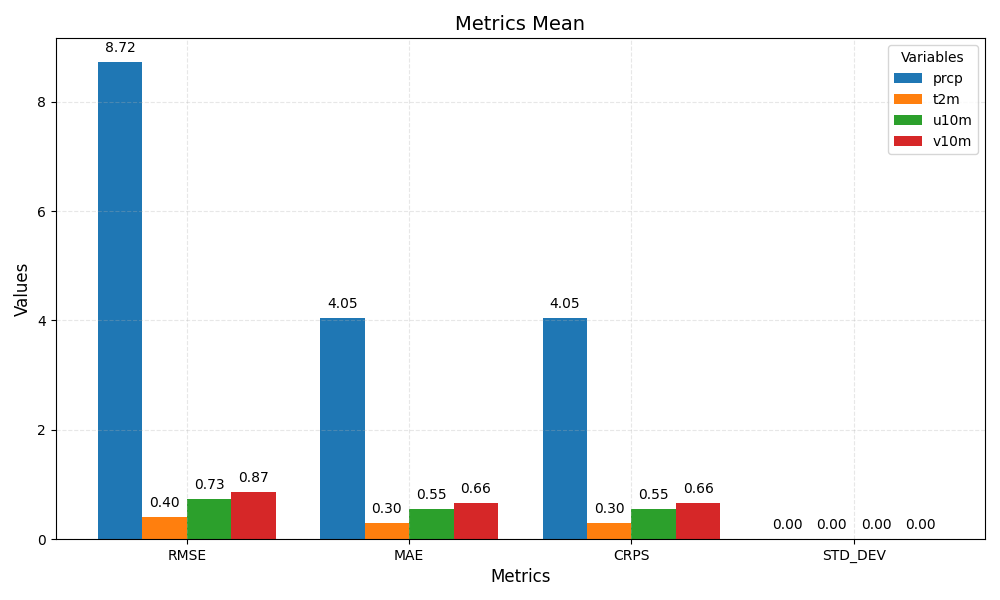 Metrics Mean
Values
8
6
4
2
0
8.72
0.40
0.73
0.87
4.05
0.30
0.55
0.66
4.05
0.30
0.55
0.66
0.00
0.00
0.00
0.00
Variables
prcp
t2m
u10m
v10m
RMSE
MAE
CRPS
STD_DEV
Metrics